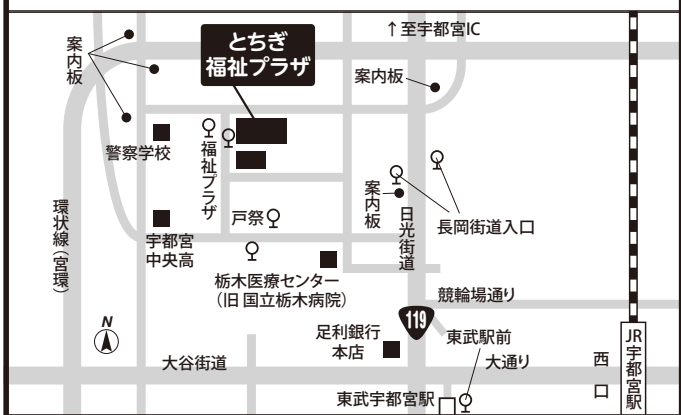 ↑至宇都宮IC
案内板
とちぎ
福祉プラザ
案内板
警察学校
福祉プラザ
案内板
長岡街道入口
日光街道
戸祭
環状線(宮環)
宇都宮
中央高
栃木医療センター
(旧 国立栃木病院)
競輪場通り
119
N
足利銀行
本店
東武駅前
大谷街道
大通り
西口
JR宇都宮駅
東武宇都宮駅